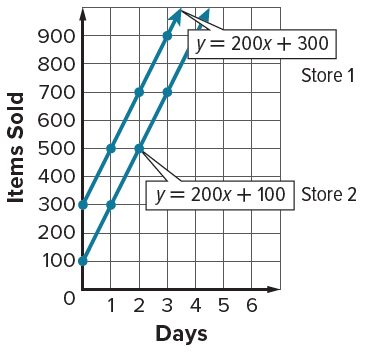 Items Sold
900
800
700
600
500
400
300
200
100
0
1 2 3 4 5 6
Days
y = 200x + 300
Store 1
y = 200x + 100
Store 2